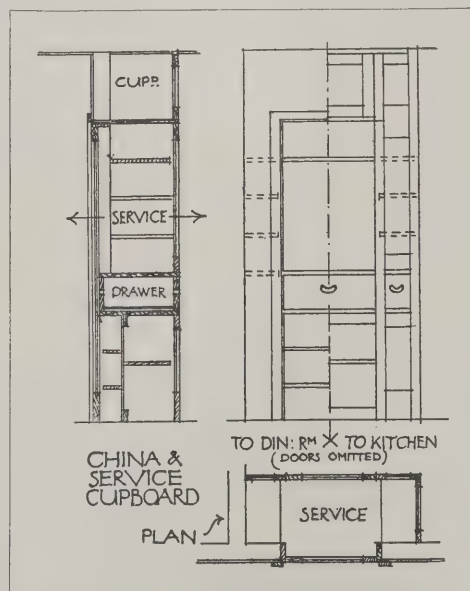 CUPᴰ
SERVICE
DRAWER
TO DIN: Rᴹ X TO KITCHEN
(DOORS OMITTED)
CHINA &
SERVICE
CUPBOARD
PLAN
SERVICE